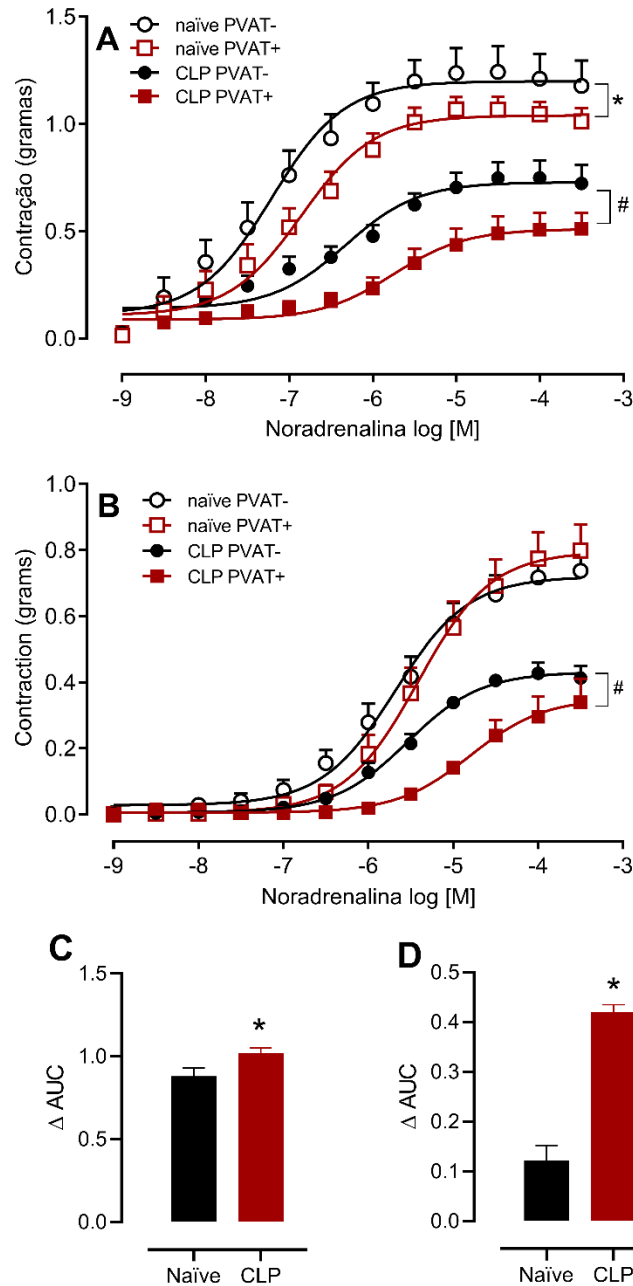 A
naïve PVAT-
naïve PVAT+
CLP PVAT-
CLP PVAT+
1.5
1.0
0.5
0.0
Contração (gramas)
*
#
-9 -8 -7 -6 -5 -4 -3
Noradrenalina log [M]
B
naïve PVAT-
naïve PVAT+
CLP PVAT-
CLP PVAT+
1.0
0.8
0.6
0.4
0.2
0.0
Contraction (grams)
#
-9 -8 -7 -6 -5 -4 -3
Noradrenalina log [M]
C
1.5
1.0
0.5
0.0
Δ AUC
*
Naïve CLP
D
0.5
0.4
0.3
0.2
0.1
0.0
Δ AUC
*
Naïve CLP